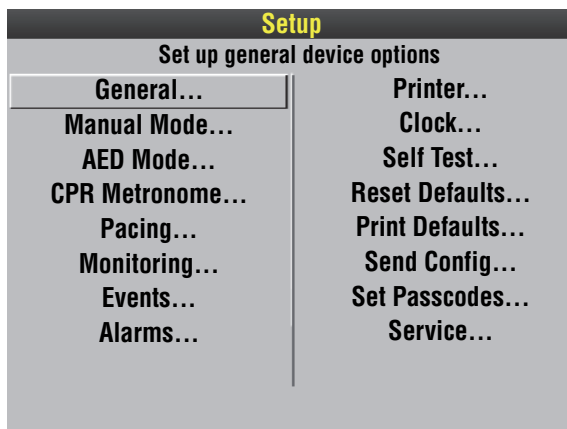 Setup
Set up general device options
General...
Manual Mode...
AED Mode...
CPR Metronome...
Pacing...
Monitoring...
Events...
Alarms...
Printer...
Clock...
Self Test...
Reset Defaults...
Print Defaults...
Send Config...
Set Passcodes...
Service...